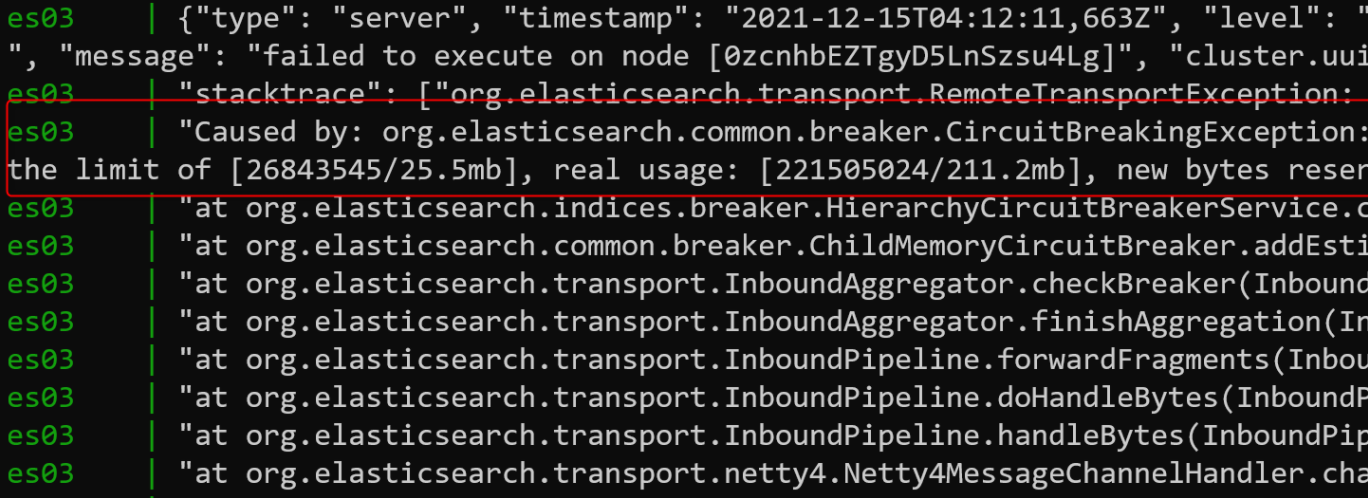 es03 | {"type": "server", "timestamp": "2021-12-15T04:12:11,663Z", "level": "
", "message": "failed to execute on node [0zcnhbEZTgyD5LnSzsu4Lg]", "cluster.uui
es03 | "stacktrace": ["org.elasticsearch.transport.RemoteTransportException:
es03 | "Caused by: org.elasticsearch.common.breaker.CircuitBreakingException:
the limit of [26843545/25.5mb], real usage: [221505024/211.2mb], new bytes reser
es03 | "at org.elasticsearch.indices.breaker.HierarchyCircuitBreakerService.c
es03 | "at org.elasticsearch.common.breaker.ChildMemoryCircuitBreaker.addEsti
es03 | "at org.elasticsearch.transport.InboundAggregator.checkBreaker(Inbound
es03 | "at org.elasticsearch.transport.InboundAggregator.finishAggregation(In
es03 | "at org.elasticsearch.transport.InboundPipeline.forwardFragments(Inbou
es03 | "at org.elasticsearch.transport.InboundPipeline.doHandleBytes(InboundP
es03 | "at org.elasticsearch.transport.InboundPipeline.handleBytes(InboundPip
es03 | "at org.elasticsearch.transport.netty4.Netty4MessageChannelHandler.cha